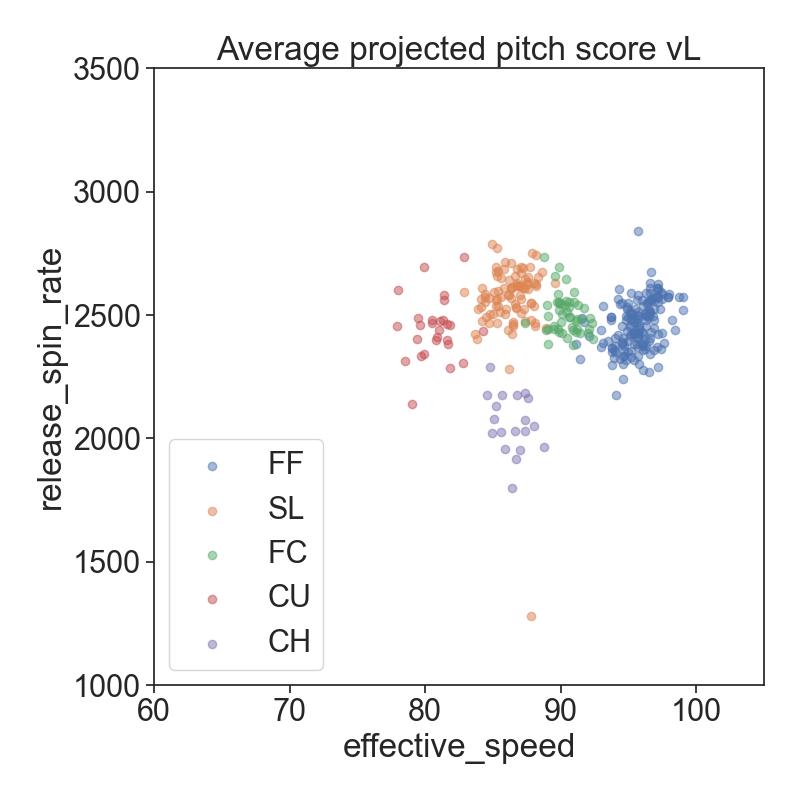 Average projected pitch score vL
3500
3000
2500
2000
1500
1000
release_spin_rate
FF
SL
FC
CU
CH
60 70 80 90 100
effective_speed